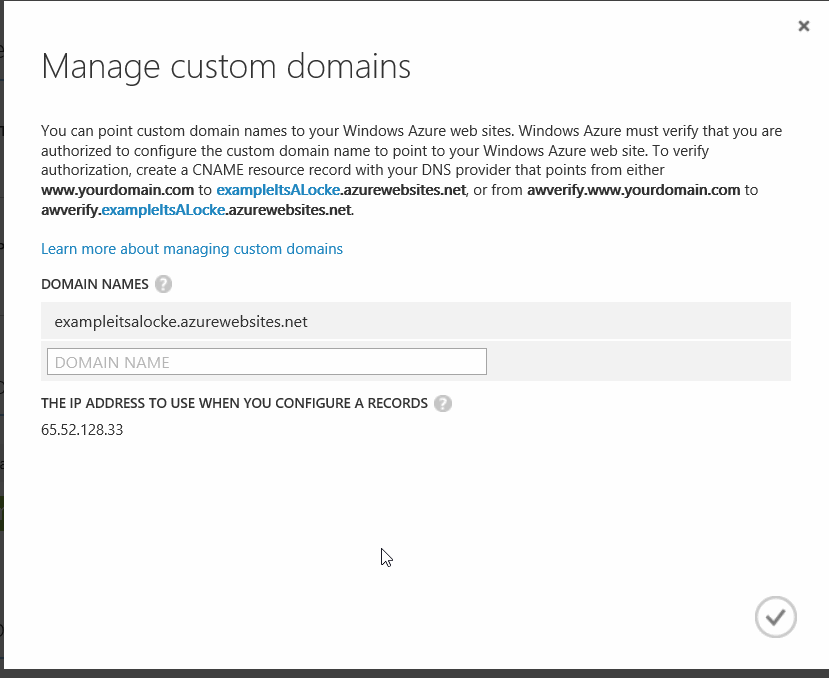 Manage custom domains
You can point custom domain names to your Windows Azure web sites. Windows Azure must verify that you are
authorized to configure the custom domain name to point to your Windows Azure web site. To verify
authorization, create a CNAME resource record with your DNS provider that points from either
www.yourdomain.com to exampleItsALocke.azurewebsites.net, or from awverify.www.yourdomain.com to
awverify.exampleItsALocke.azurewebsites.net.
Learn more about managing custom domains
DOMAIN NAMES ?
exampleitsalocke.azurewebsites.net
DOMAIN NAME
THE IP ADDRESS TO USE WHEN YOU CONFIGURE A RECORDS ?
65.52.128.33